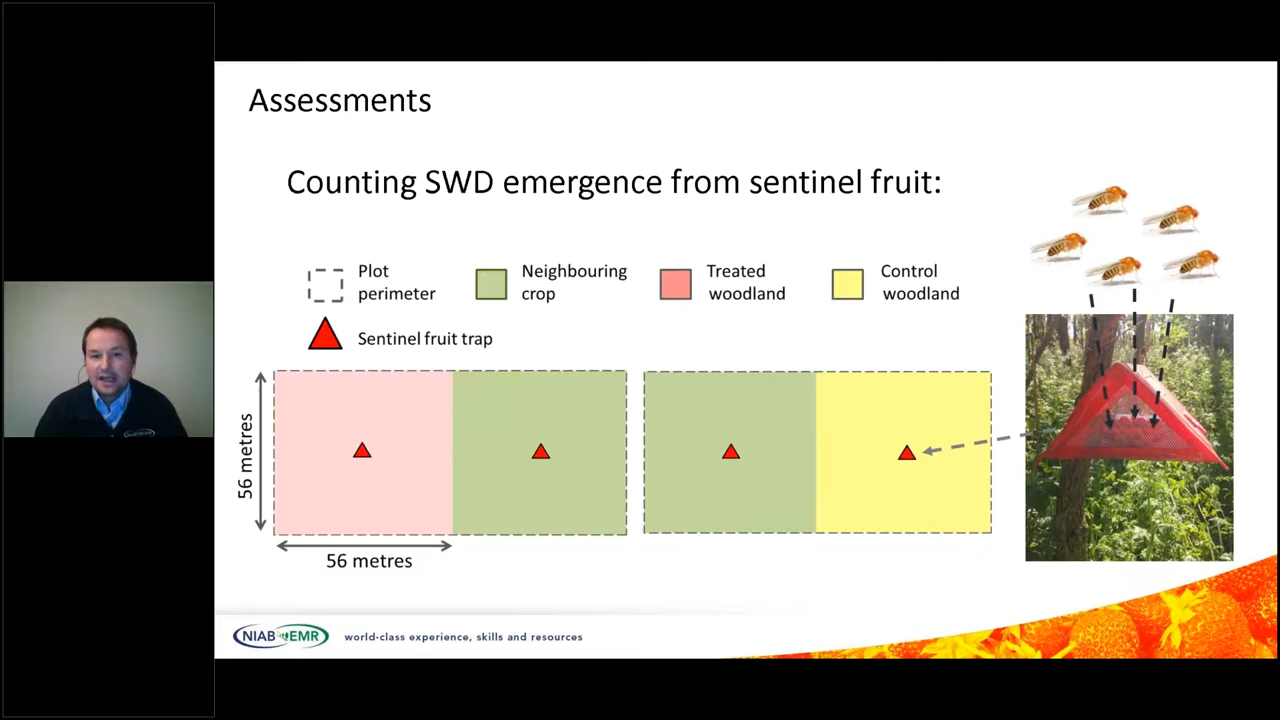 Assessments
Counting SWD emergence from sentinel fruit:
Plot
perimeter
Neighbouring
crop
Treated
woodland
Control
woodland
Sentinel fruit trap
56 metres
56 metres
NIAB EMR
world-class experience, skills and resources